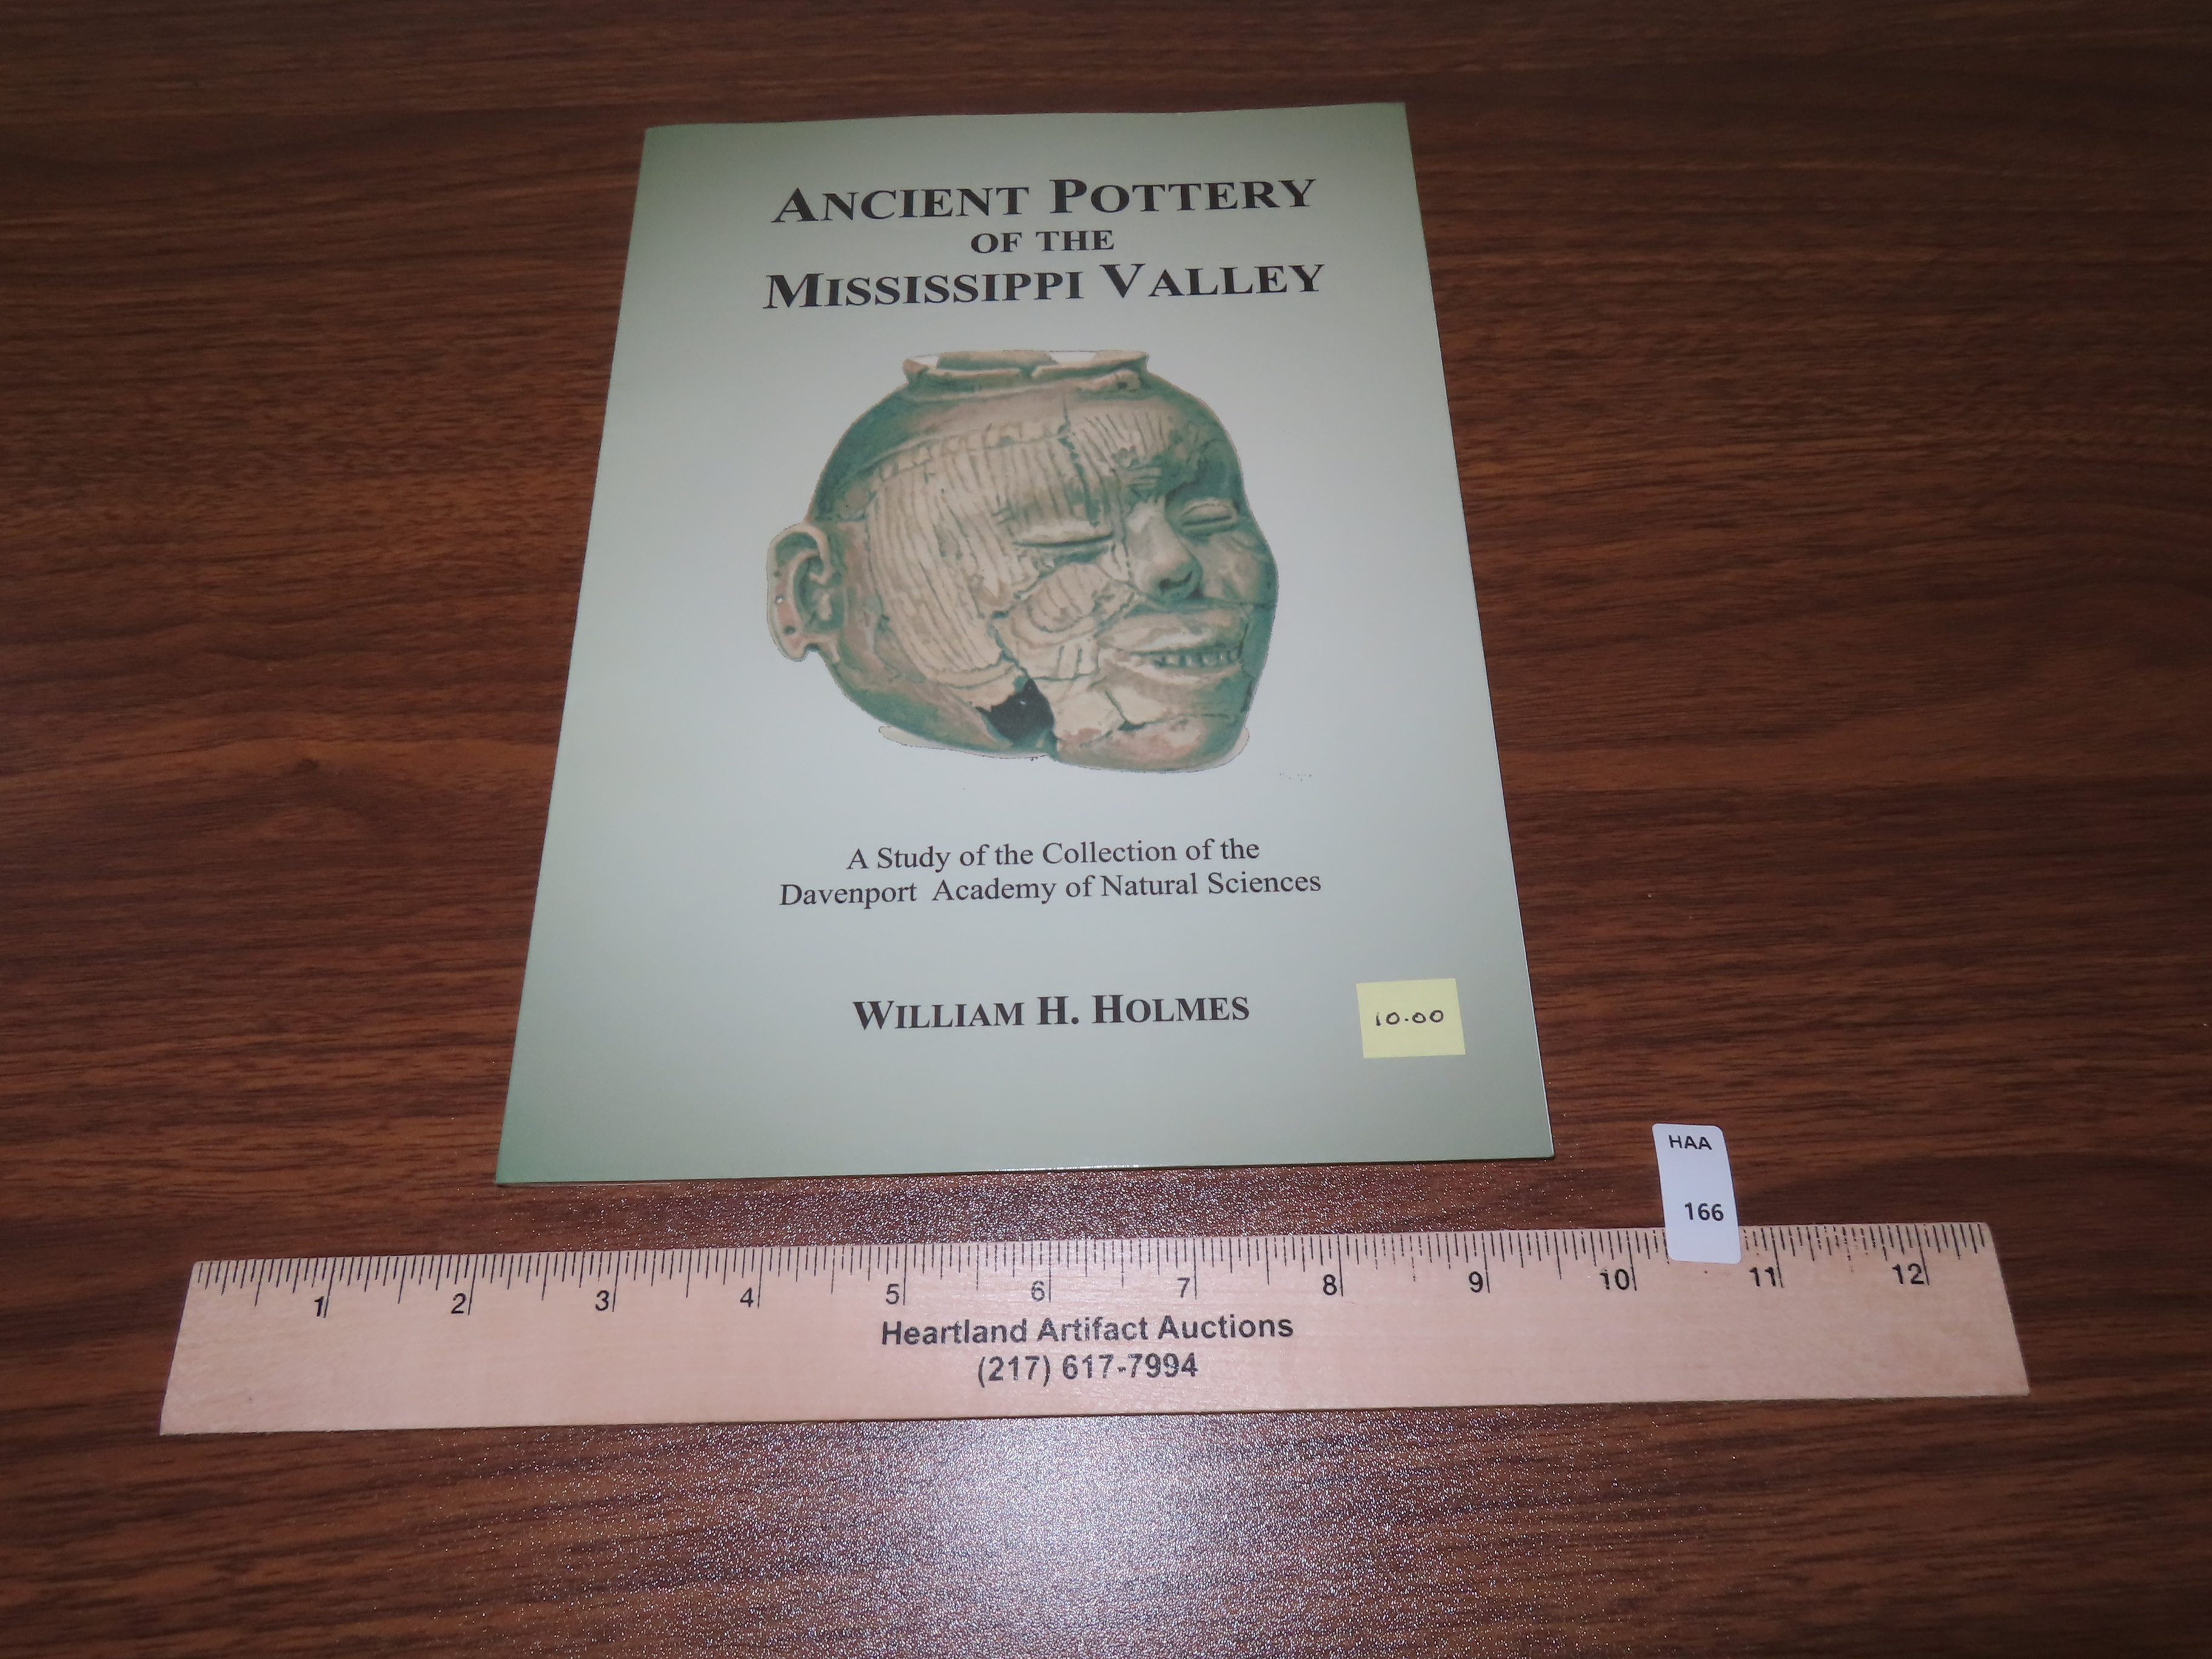 ANCIENT POTTERY
OF THE
MISSISSIPPI VALLEY
A Study of the Collection of the
Davenport Academy of Natural Sciences
WILLIAM H. HOLMES
10.00
HAA
166
1 2 3 4 5 6 7 8 9 10 11 12
Heartland Artifact Auctions
(217) 617-7994